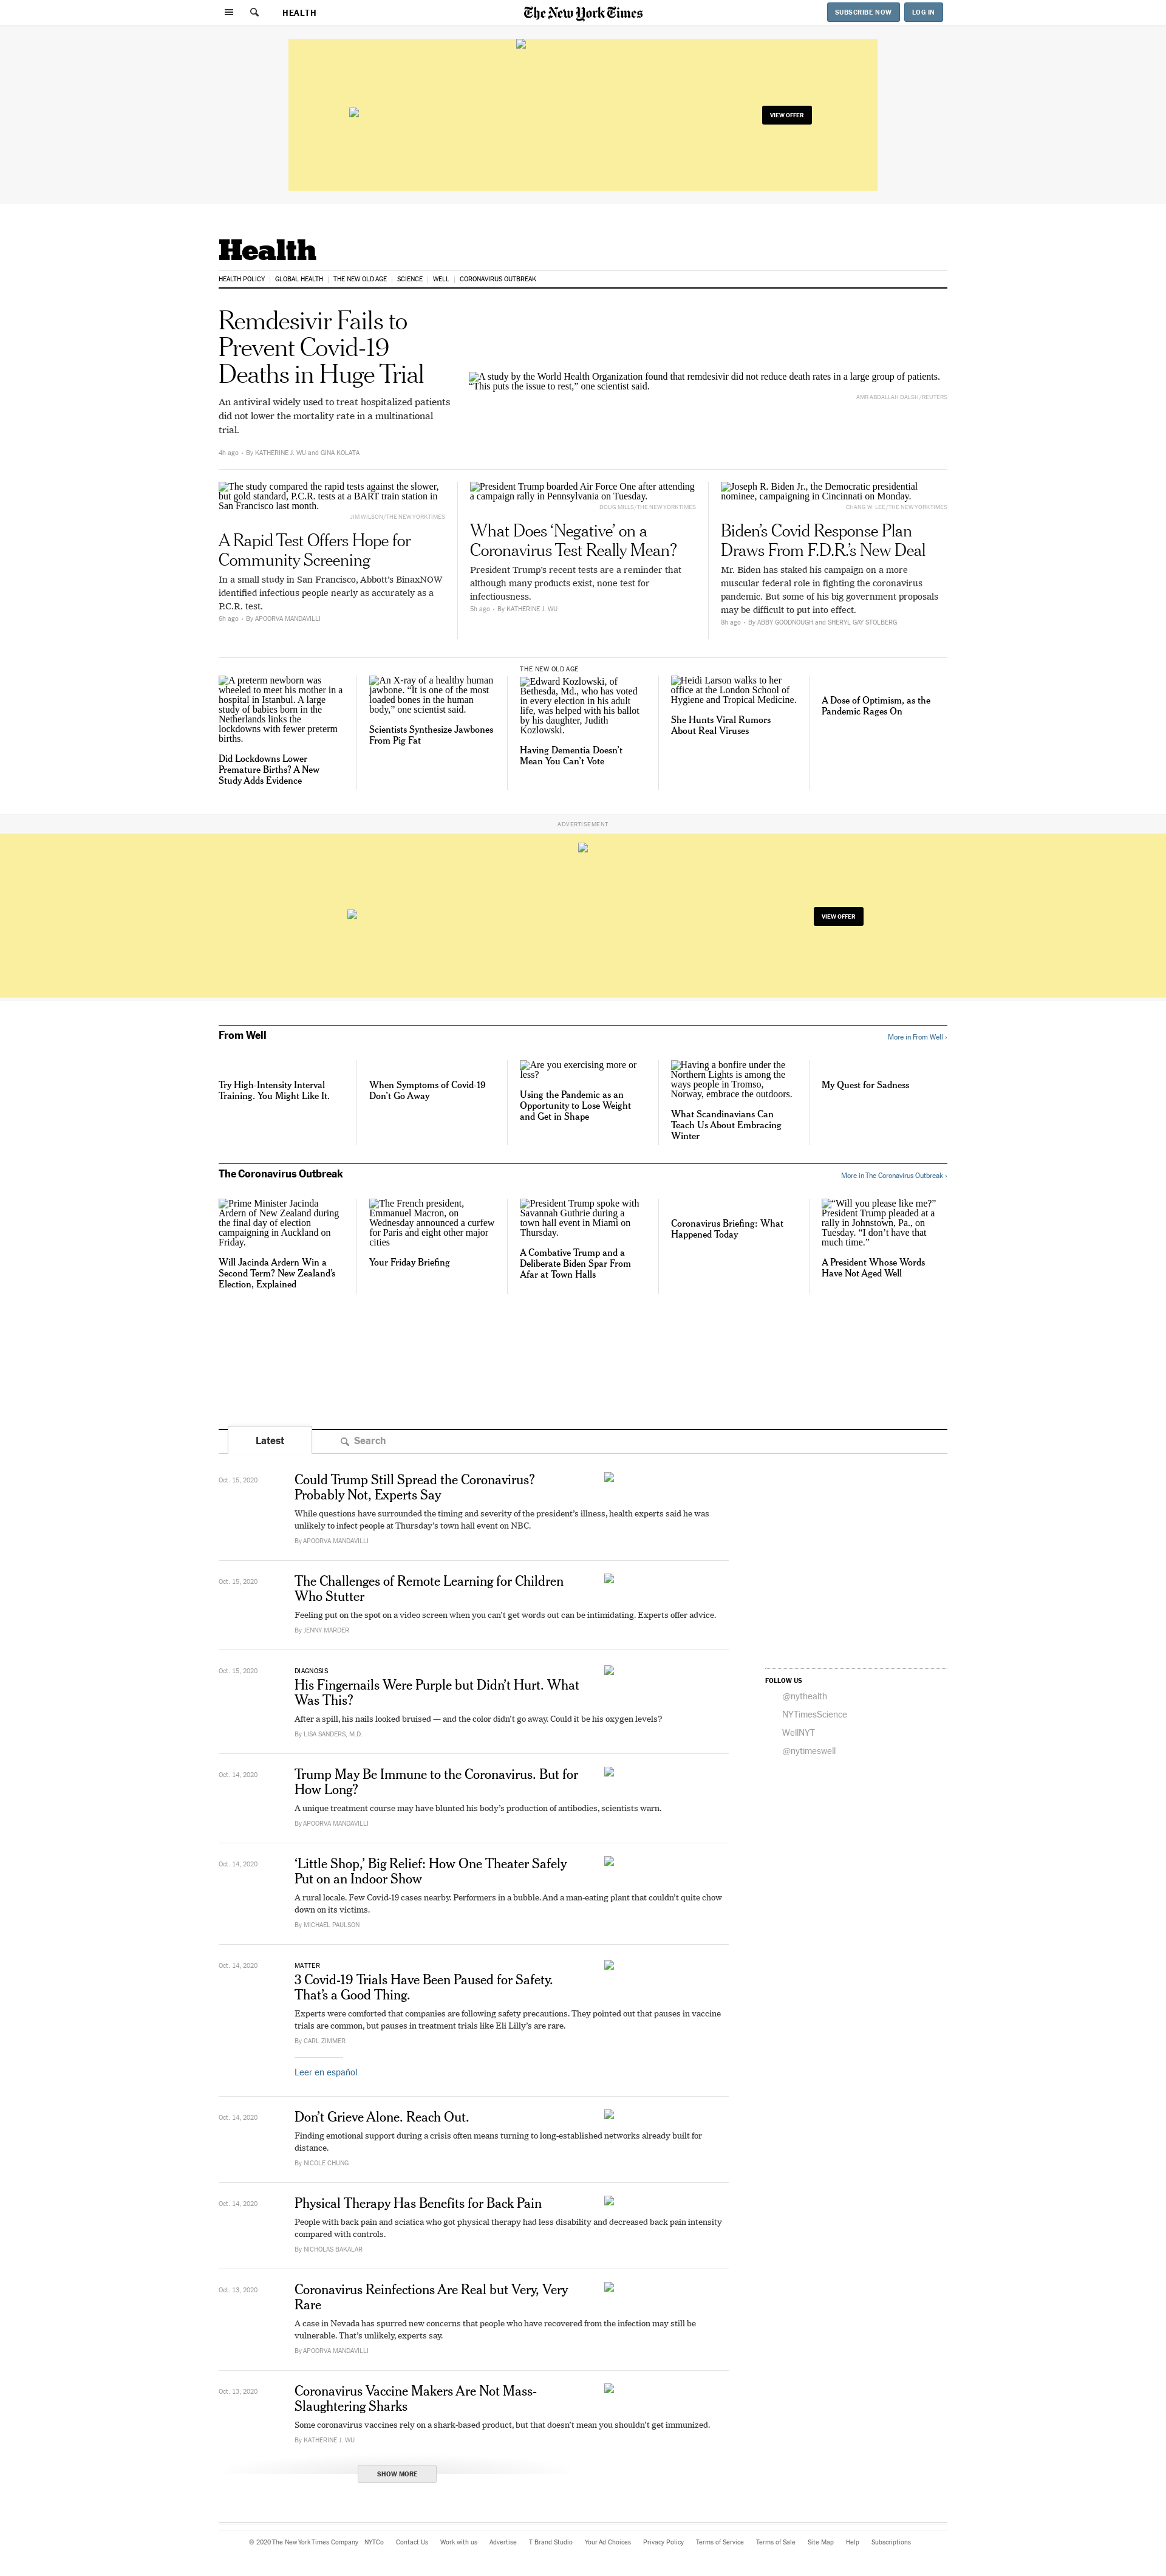 HEALTH
The New York Times
SUBSCRIBE NOW
LOG IN
VIEW OFFER
Health
HEALTH POLICY | GLOBAL HEALTH | THE NEW OLD AGE | SCIENCE | WELL | CORONAVIRUS OUTBREAK
Remdesivir Fails to
Prevent Covid-19
Deaths in Huge Trial
An antiviral widely used to treat hospitalized patients
did not lower the mortality rate in a multinational
trial.
4h ago • By KATHERINE J. WU and GINA KOLATA
A study by the World Health Organization found that remdesivir did not reduce death rates in a large group of patients.
“This puts the issue to rest,” one scientist said.
AMR ABDALLAH DALSH/REUTERS
The study compared the rapid tests against the slower,
but gold standard, P.C.R. tests at a BART train station in
San Francisco last month.
JIM WILSON/THE NEW YORK TIMES
A Rapid Test Offers Hope for
Community Screening
In a small study in San Francisco, Abbott’s BinaxNOW
identified infectious people nearly as accurately as a
P.C.R. test.
6h ago • By APOORVA MANDAVILLI
President Trump boarded Air Force One after attending
a campaign rally in Pennsylvania on Tuesday.
DOUG MILLS/THE NEW YORK TIMES
What Does ‘Negative’ on a
Coronavirus Test Really Mean?
President Trump’s recent tests are a reminder that
although many products exist, none test for
infectiousness.
5h ago • By KATHERINE J. WU
Joseph R. Biden Jr., the Democratic presidential
nominee, campaigning in Cincinnati on Monday.
CHANG W. LEE/THE NEW YORK TIMES
Biden’s Covid Response Plan
Draws From F.D.R.’s New Deal
Mr. Biden has staked his campaign on a more
muscular federal role in fighting the coronavirus
pandemic. But some of his big government proposals
may be difficult to put into effect.
8h ago • By ABBY GOODNOUGH and SHERYL GAY STOLBERG
A preterm newborn was
wheeled to meet his mother in a
hospital in Istanbul. A large
study of babies born in the
Netherlands links the
lockdowns with fewer preterm
births.
Did Lockdowns Lower
Premature Births? A New
Study Adds Evidence
An X-ray of a healthy human
jawbone. “It is one of the most
loaded bones in the human
body,” one scientist said.
Scientists Synthesize Jawbones
From Pig Fat
THE NEW OLD AGE
Edward Kozlowski, of
Bethesda, Md., who has voted
in every election in his adult
life, was helped with his ballot
by his daughter, Judith
Kozlowski.
Having Dementia Doesn’t
Mean You Can’t Vote
Heidi Larson walks to her
office at the London School of
Hygiene and Tropical Medicine.
She Hunts Viral Rumors
About Real Viruses
A Dose of Optimism, as the
Pandemic Rages On
ADVERTISEMENT
VIEW OFFER
From Well
More in From Well ›
Try High-Intensity Interval
Training. You Might Like It.
When Symptoms of Covid-19
Don’t Go Away
Are you exercising more or
less?
Using the Pandemic as an
Opportunity to Lose Weight
and Get in Shape
Having a bonfire under the
Northern Lights is among the
ways people in Tromso,
Norway, embrace the outdoors.
What Scandinavians Can
Teach Us About Embracing
Winter
My Quest for Sadness
The Coronavirus Outbreak
More in The Coronavirus Outbreak ›
Prime Minister Jacinda
Ardern of New Zealand during
the final day of election
campaigning in Auckland on
Friday.
Will Jacinda Ardern Win a
Second Term? New Zealand’s
Election, Explained
The French president,
Emmanuel Macron, on
Wednesday announced a curfew
for Paris and eight other major
cities
Your Friday Briefing
President Trump spoke with
Savannah Guthrie during a
town hall event in Miami on
Thursday.
A Combative Trump and a
Deliberate Biden Spar From
Afar at Town Halls
Coronavirus Briefing: What
Happened Today
“Will you please like me?”
President Trump pleaded at a
rally in Johnstown, Pa., on
Tuesday. “I don’t have that
much time.”
A President Whose Words
Have Not Aged Well
Latest
Search
Oct. 15, 2020
Could Trump Still Spread the Coronavirus?
Probably Not, Experts Say
While questions have surrounded the timing and severity of the president’s illness, health experts said he was
unlikely to infect people at Thursday’s town hall event on NBC.
By APOORVA MANDAVILLI
Oct. 15, 2020
The Challenges of Remote Learning for Children
Who Stutter
Feeling put on the spot on a video screen when you can’t get words out can be intimidating. Experts offer advice.
By JENNY MARDER
Oct. 15, 2020
DIAGNOSIS
His Fingernails Were Purple but Didn’t Hurt. What
Was This?
After a spill, his nails looked bruised — and the color didn’t go away. Could it be his oxygen levels?
By LISA SANDERS, M.D.
FOLLOW US
@nythealth
NYTimesScience
WellNYT
@nytimeswell
Oct. 14, 2020
Trump May Be Immune to the Coronavirus. But for
How Long?
A unique treatment course may have blunted his body’s production of antibodies, scientists warn.
By APOORVA MANDAVILLI
Oct. 14, 2020
‘Little Shop,’ Big Relief: How One Theater Safely
Put on an Indoor Show
A rural locale. Few Covid-19 cases nearby. Performers in a bubble. And a man-eating plant that couldn’t quite chow
down on its victims.
By MICHAEL PAULSON
Oct. 14, 2020
MATTER
3 Covid-19 Trials Have Been Paused for Safety.
That’s a Good Thing.
Experts were comforted that companies are following safety precautions. They pointed out that pauses in vaccine
trials are common, but pauses in treatment trials like Eli Lilly’s are rare.
By CARL ZIMMER
Leer en español
Oct. 14, 2020
Don’t Grieve Alone. Reach Out.
Finding emotional support during a crisis often means turning to long-established networks already built for
distance.
By NICOLE CHUNG
Oct. 14, 2020
Physical Therapy Has Benefits for Back Pain
People with back pain and sciatica who got physical therapy had less disability and decreased back pain intensity
compared with controls.
By NICHOLAS BAKALAR
Oct. 13, 2020
Coronavirus Reinfections Are Real but Very, Very
Rare
A case in Nevada has spurred new concerns that people who have recovered from the infection may still be
vulnerable. That’s unlikely, experts say.
By APOORVA MANDAVILLI
Oct. 13, 2020
Coronavirus Vaccine Makers Are Not Mass-
Slaughtering Sharks
Some coronavirus vaccines rely on a shark-based product, but that doesn’t mean you shouldn’t get immunized.
By KATHERINE J. WU
SHOW MORE
© 2020 The New York Times Company NYTCo Contact Us Work with us Advertise T Brand Studio Your Ad Choices Privacy Policy Terms of Service Terms of Sale Site Map Help Subscriptions